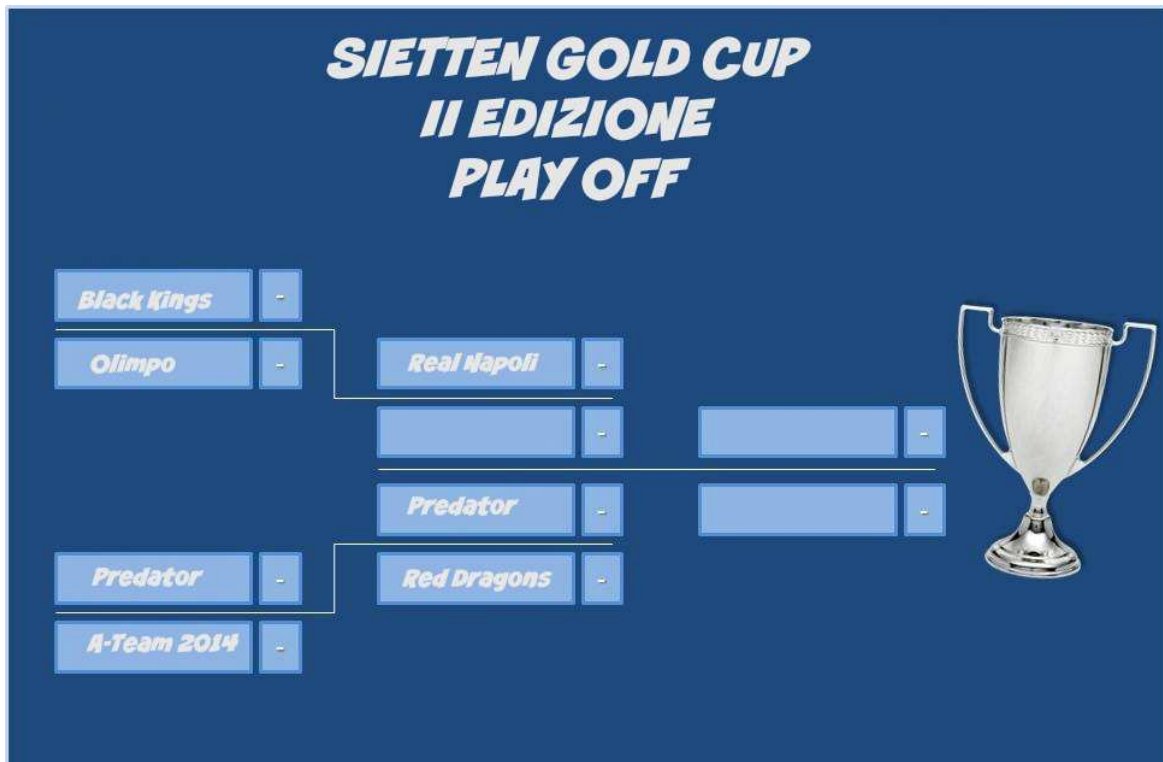 SIETTEN GOLD CUP
II EDIZIONE
PLAY OFF
Black Kings -
Olimpo -
Real Napoli -
-
-
Predator -
-
Predator -
Red Dragons -
A-Team 2014 -